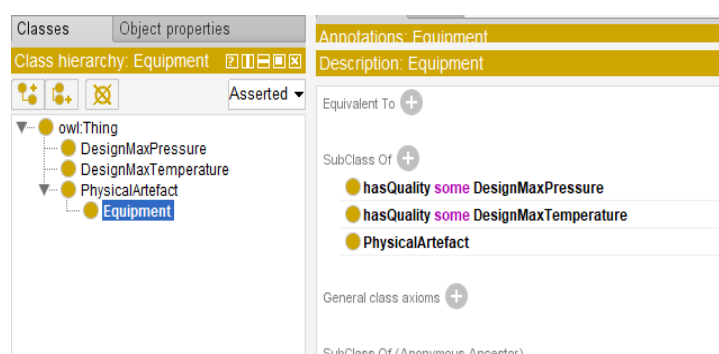 Classes
Object properties
Class hierarchy: Equipment
Asserted
owl:Thing
DesignMaxPressure
DesignMaxTemperature
PhysicalArtefact
Equipment
Annotations: Equipment
Description: Equipment
Equivalent To
SubClass Of
hasQuality some DesignMaxPressure
hasQuality some DesignMaxTemperature
PhysicalArtefact
General class axioms
SubClass Of (Anonymous Ancestor)